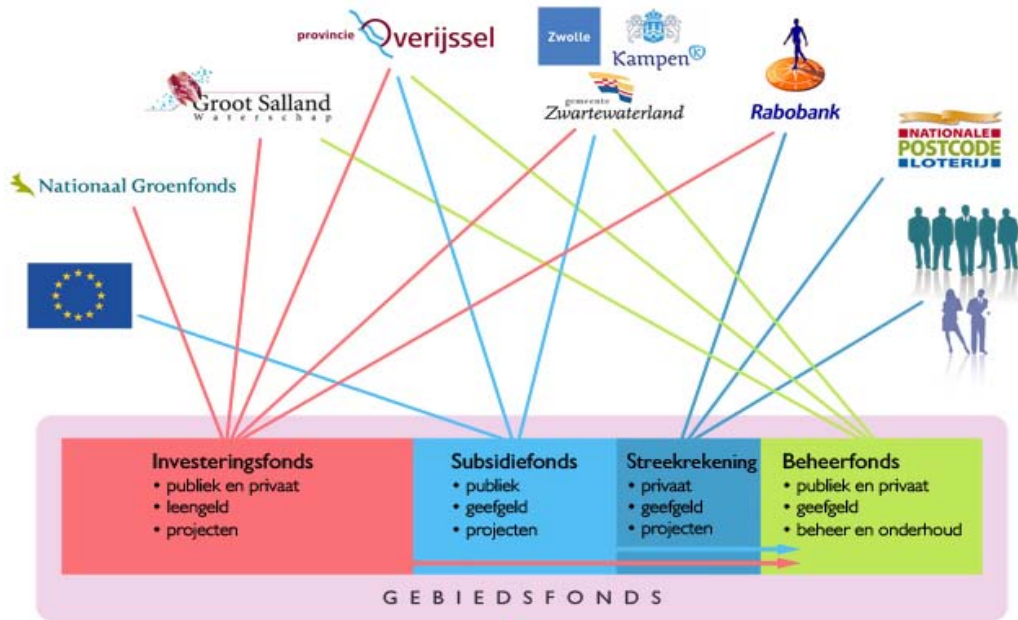 provincie Overijssel
Zwolle
Kampen K
Groot Salland
Waterschap
gemeente
Zwartewaterland
Rabobank
NATIONALE
POSTCODE
LOTERIJ
Nationaal Groenfonds
Investeringsfonds
• publiek en privaat
• leengeld
• projecten
Subsidiefonds
• publiek
• geefgeld
• projecten
Streekrekening
• privaat
• geefgeld
• projecten
Beheerfonds
• publiek en privaat
• geefgeld
• beheer en onderhoud
GEBIEDSFONDS